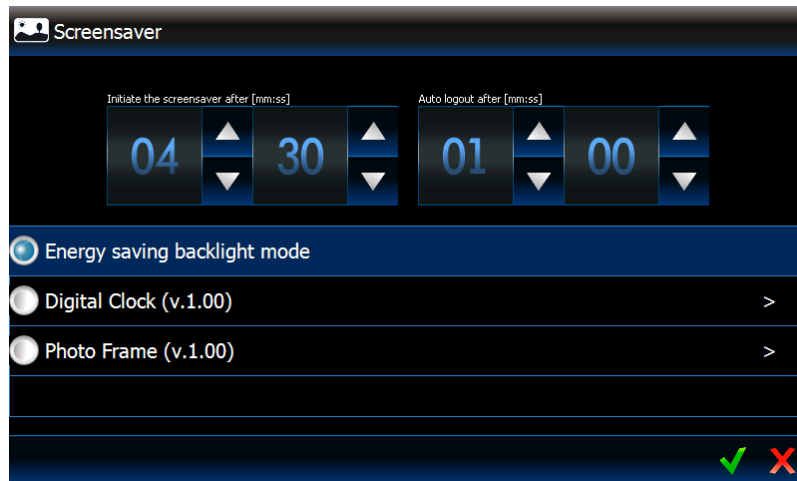 Screensaver
Initiate the screensaver after [mm:ss] Auto logout after [mm:ss]
04 30 01 00
Energy saving backlight mode
Digital Clock (v.1.00) >
Photo Frame (v.1.00) >